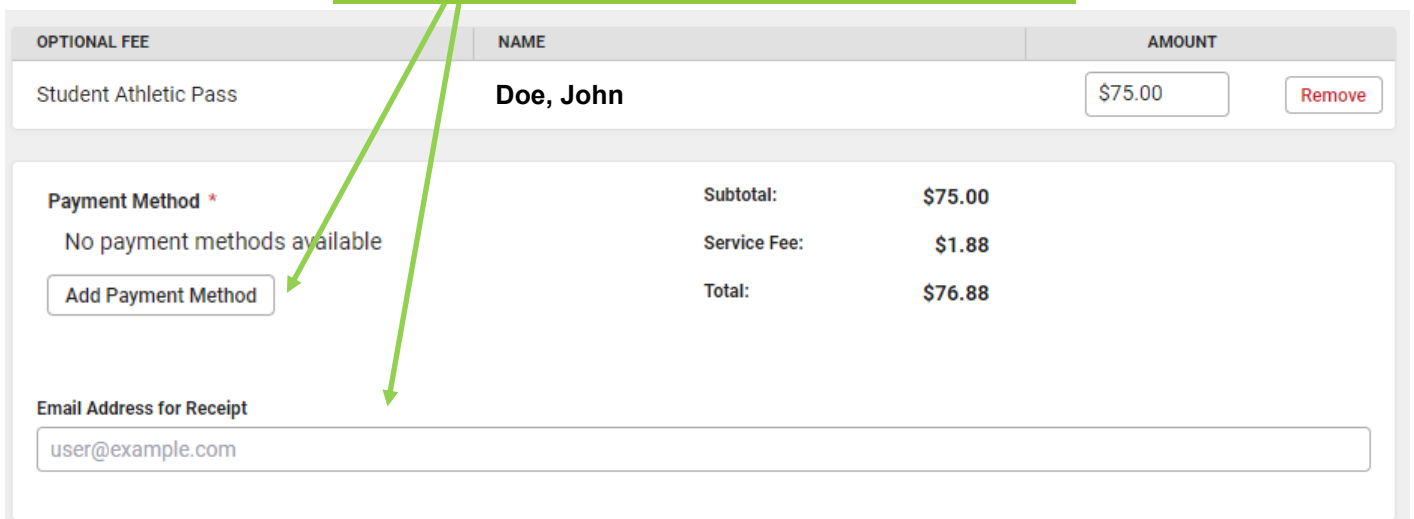 OPTIONAL FEE NAME AMOUNT
Student Athletic Pass Doe, John $75.00 Remove
Payment Method * Subtotal: $75.00
No payment methods available Service Fee: $1.88
Add Payment Method Total: $76.88
Email Address for Receipt
user@example.com